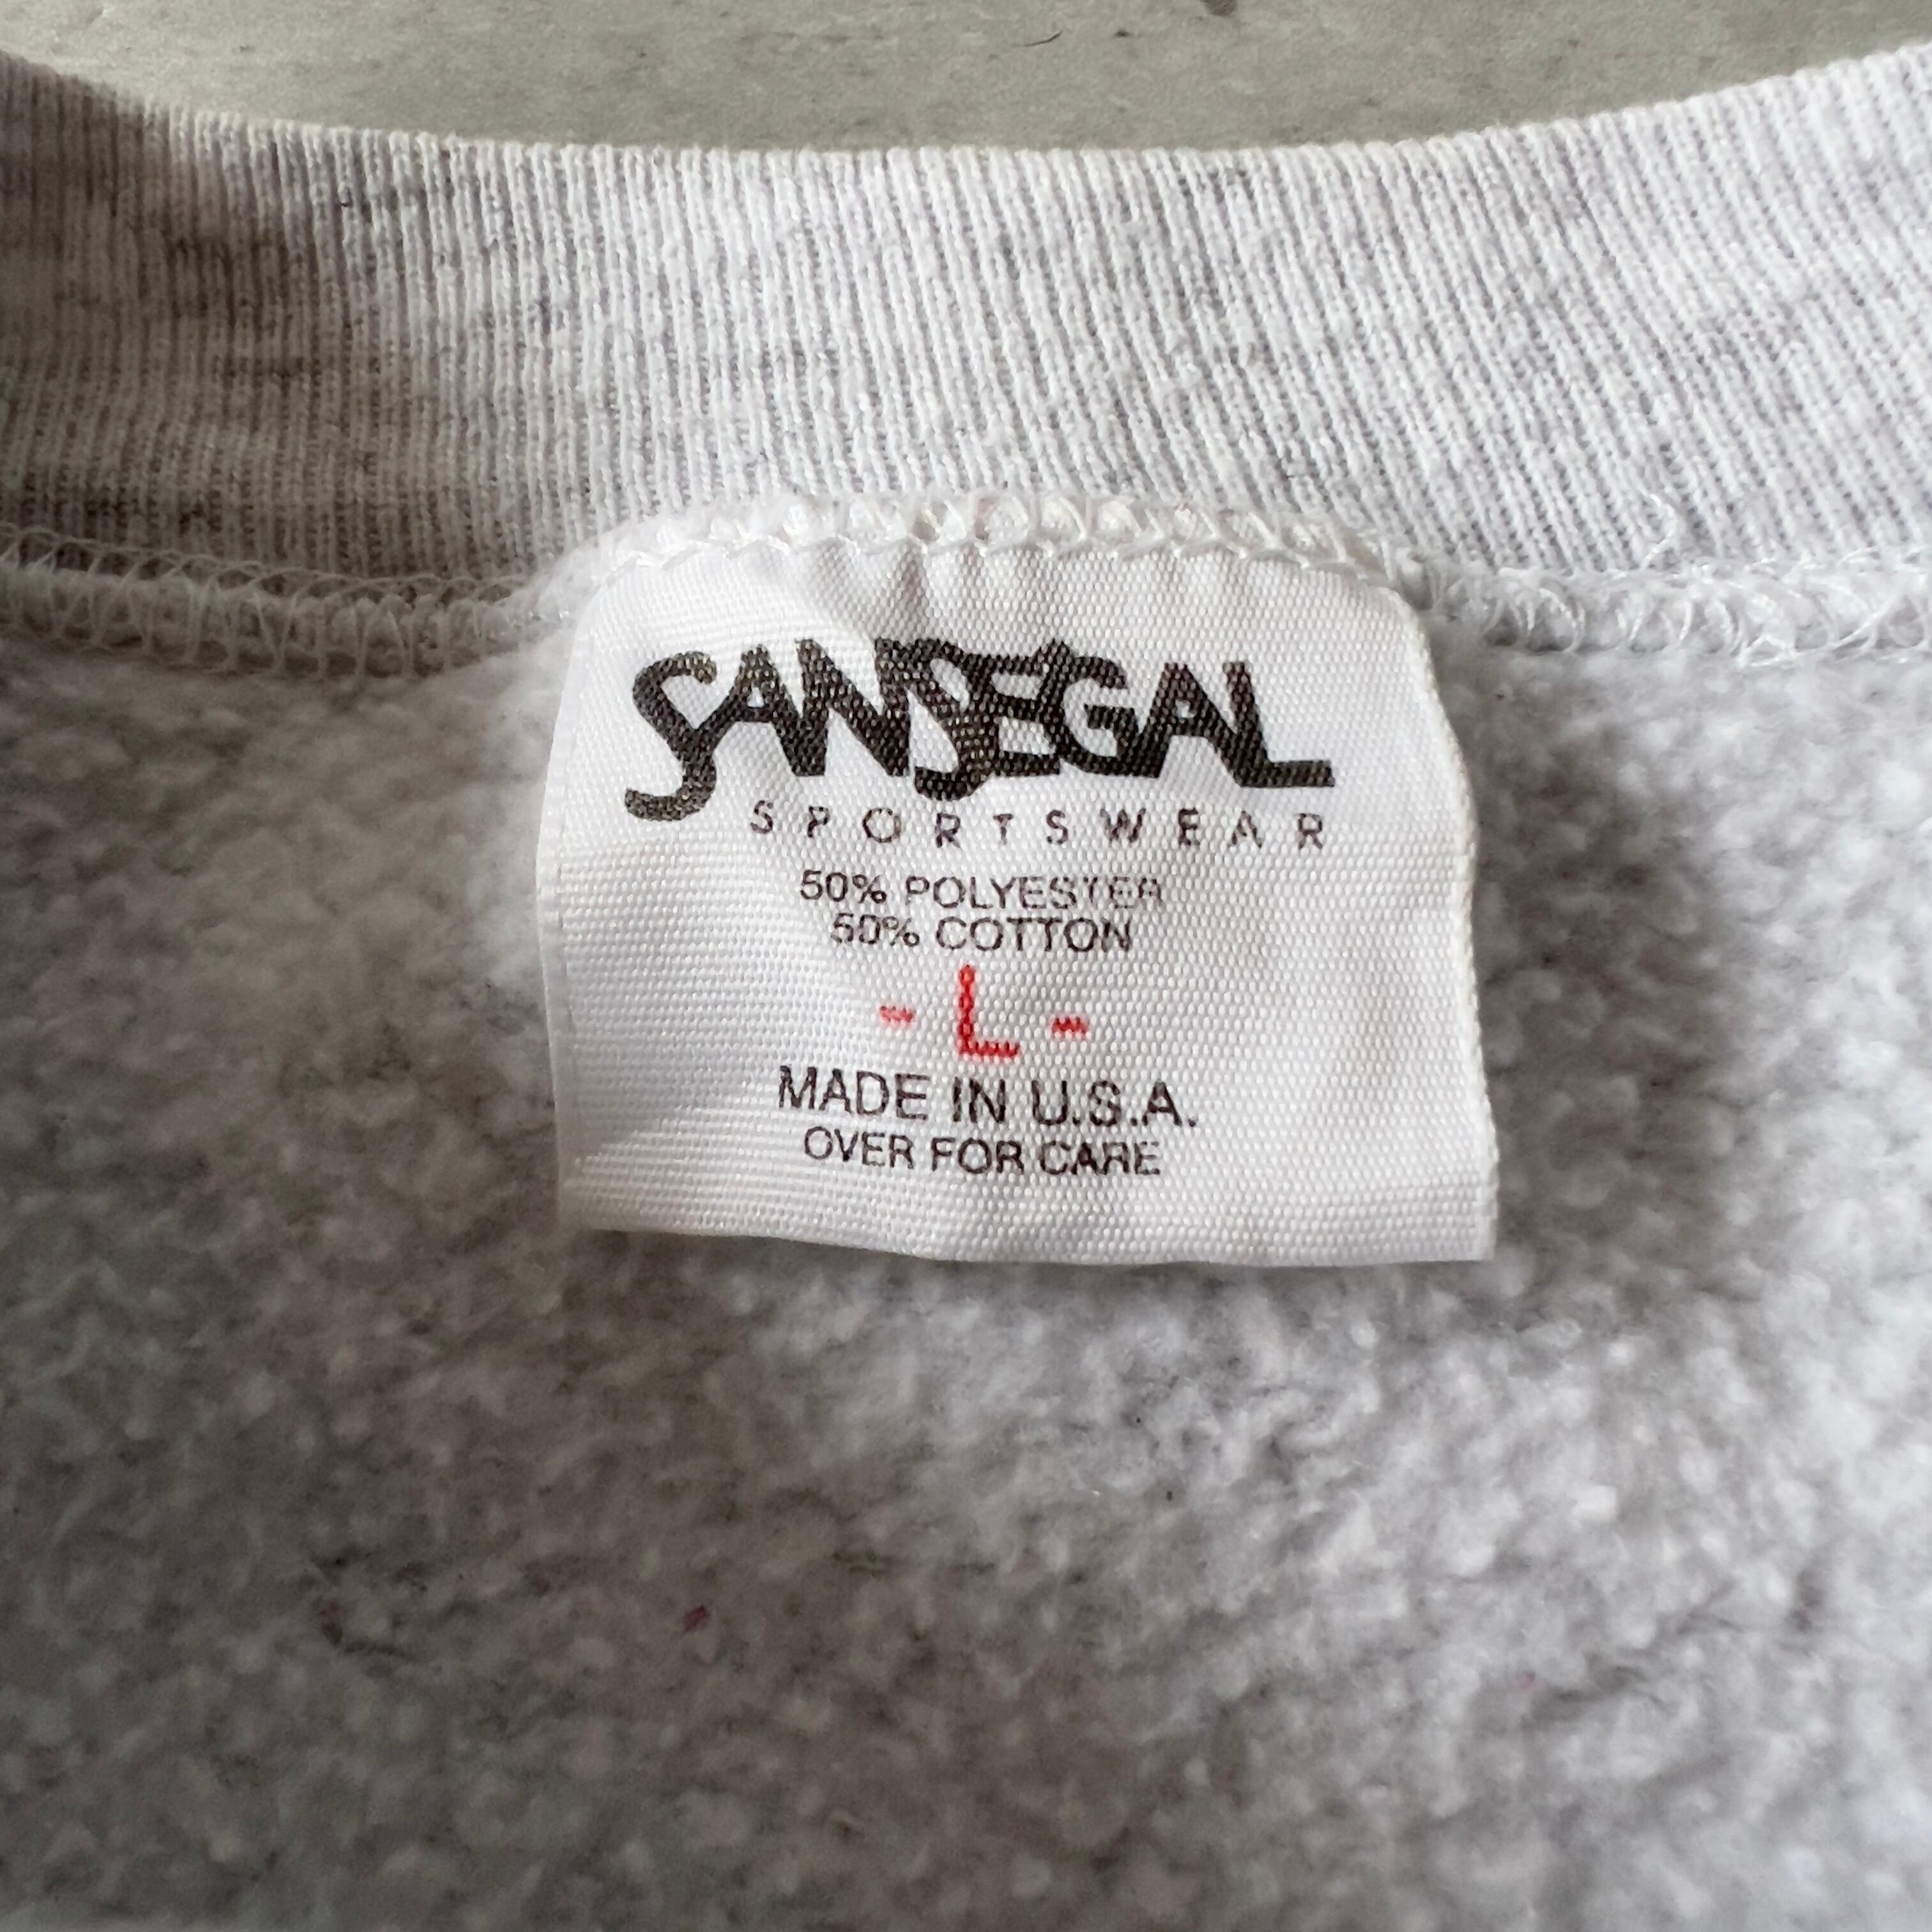 SANSEGAL
SPORTSWEAR
50% POLYESTER
50% COTTON
- L -
MADE IN U.S.A.
OVER FOR CARE